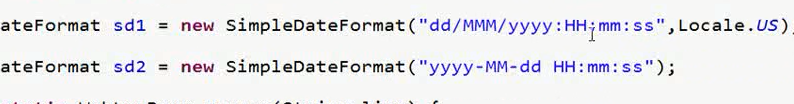 ateFormat sd1 = new SimpleDateFormat("dd/MMM/yyyy:HH:mm:ss",Locale.US)
ateFormat sd2 = new SimpleDateFormat("yyyy-MM-dd HH:mm:ss");